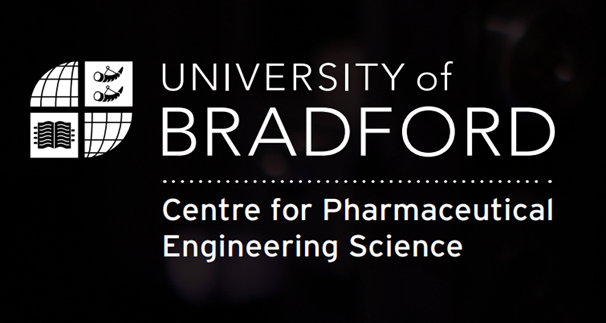 UNIVERSITY of
BRADFORD
Centre for Pharmaceutical
Engineering Science